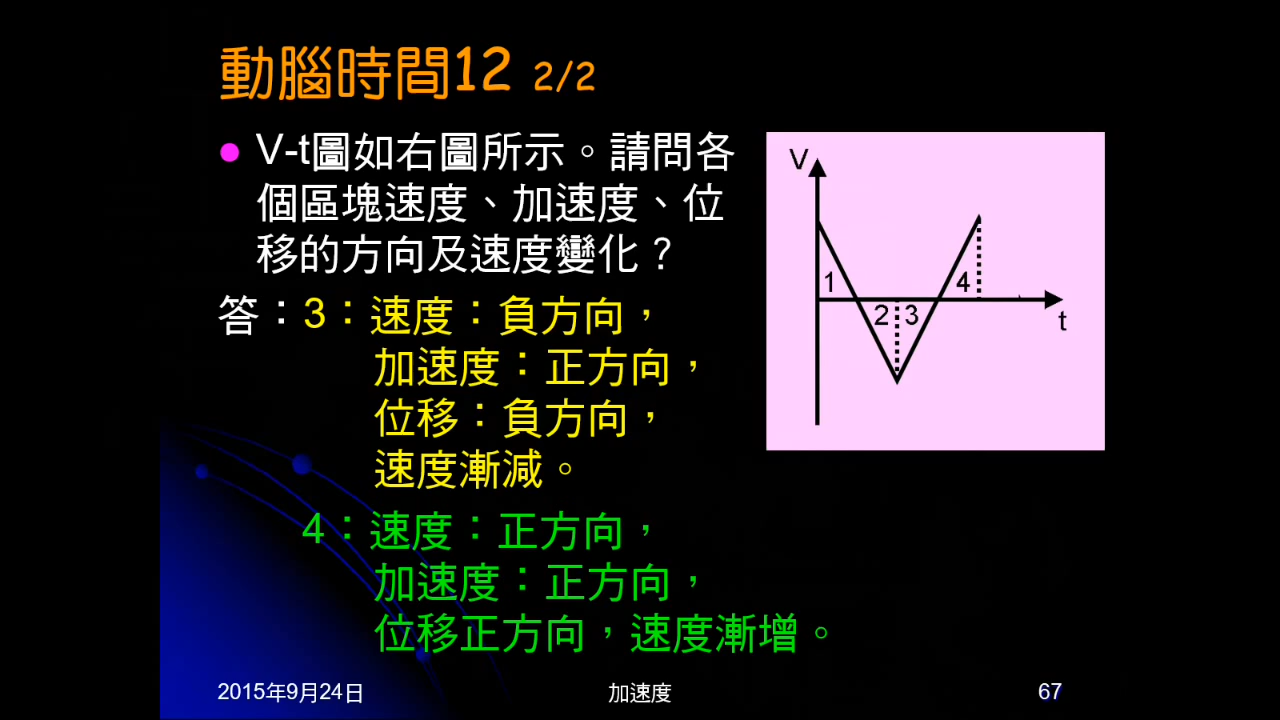 動腦時間12 2/2
V-t圖如右圖所示。請問各
個區塊速度、加速度、位
移的方向及速度變化？
答：3：速度：負方向，
加速度：正方向，
位移：負方向，
速度漸減。
4：速度：正方向，
加速度：正方向，
位移正方向，速度漸增。
V
1
4
2
3
t
2015年9月24日
加速度
67